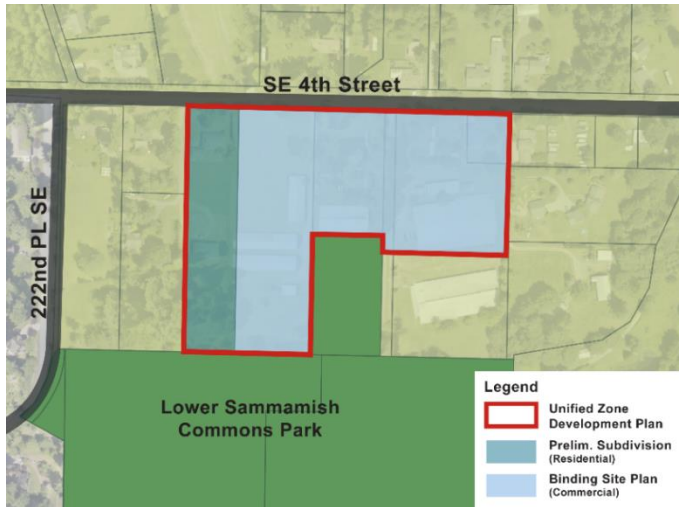 SE 4th Street
222nd PL SE
Lower Sammamish
Commons Park
Legend
Unified Zone
Development Plan
Prelim. Subdivision
(Residential)
Binding Site Plan
(Commercial)